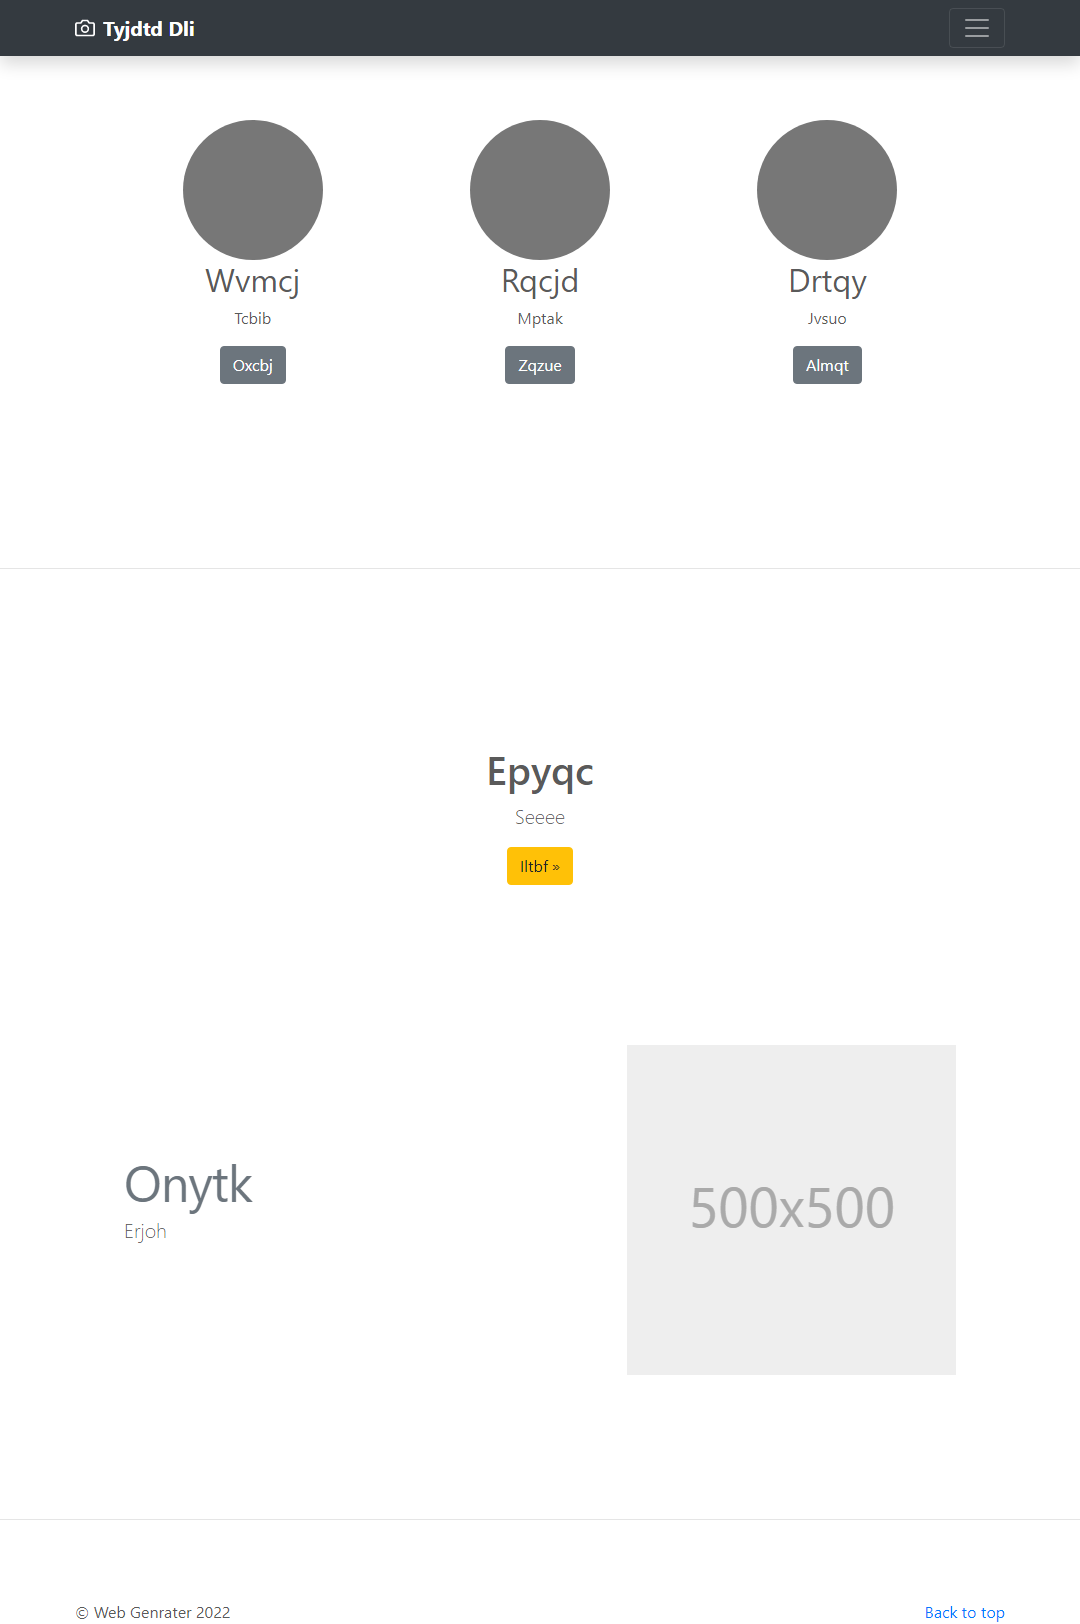 Tyjdtd Dli
Wvmcj
Tcbib
Oxcbj
Rqcjd
Mptak
Zqzue
Drtqy
Jvsuo
Almqt
Epyqc
Seeee
Iltbf »
Onytk
Erjoh
500x500
© Web Genrater 2022
Back to top